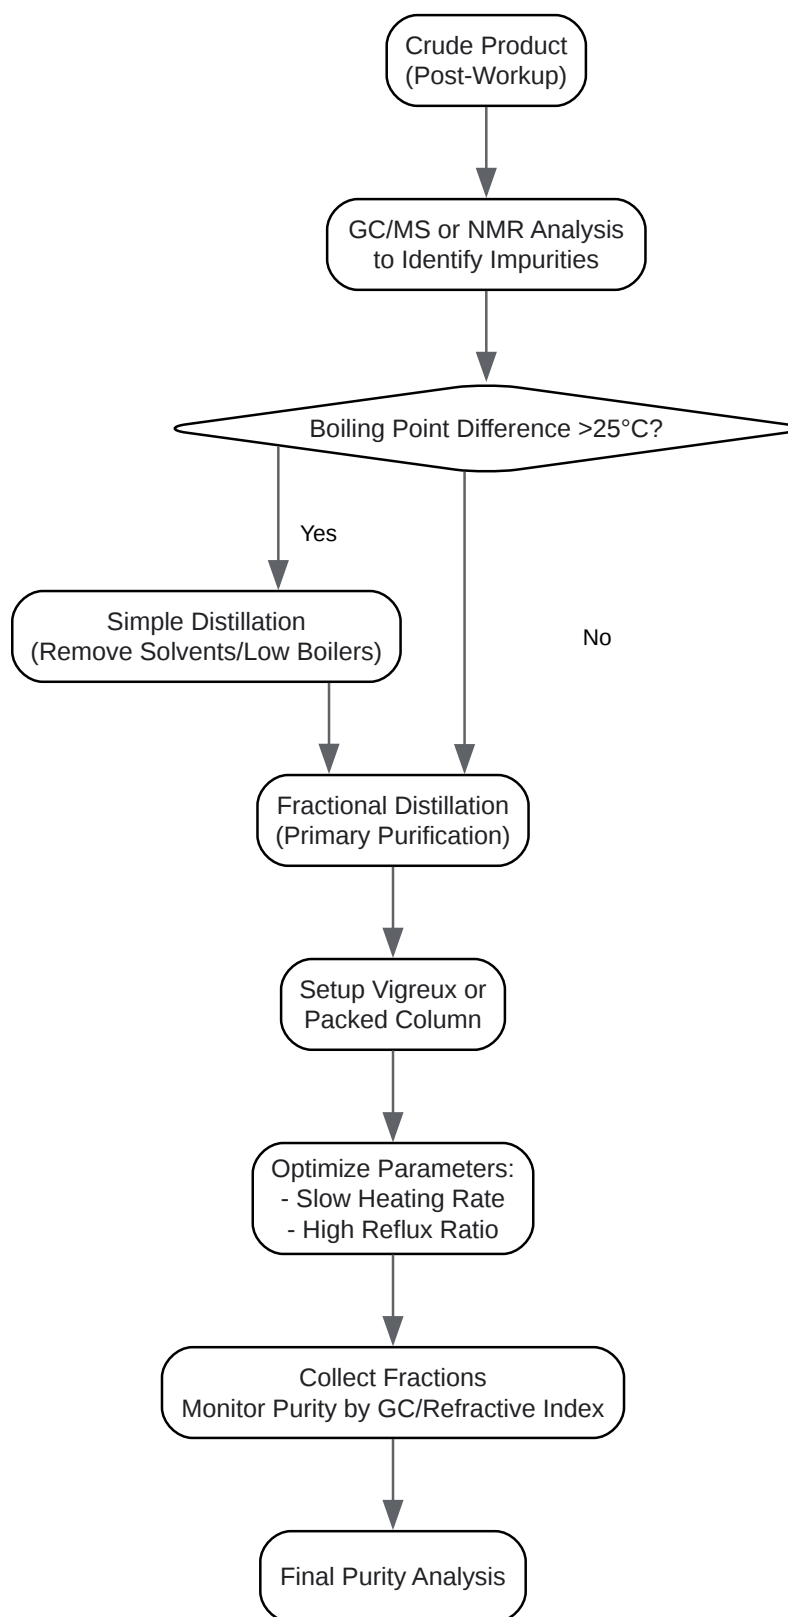 Crude Product
(Post-Workup)
GC/MS or NMR Analysis
to Identify Impurities
Boiling Point Difference >25°C?
Yes
Simple Distillation
(Remove Solvents/Low Boilers)
No
Fractional Distillation
(Primary Purification)
Setup Vigreux or
Packed Column
Optimize Parameters:
- Slow Heating Rate
- High Reflux Ratio
Collect Fractions
Monitor Purity by GC/Refractive Index
Final Purity Analysis